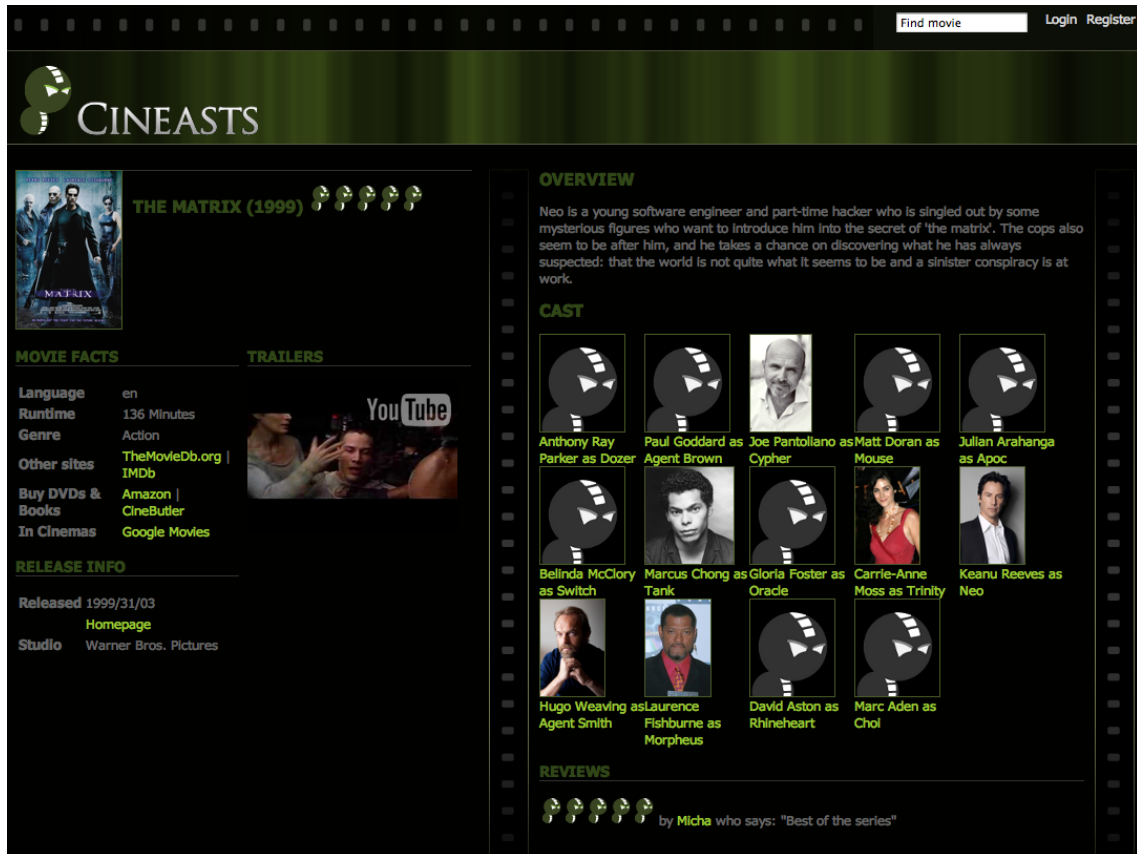 Find movie
Login Register
CINEASTS
THE MATRIX (1999)
MATRIX
MOVIE FACTS
Language en
Runtime 136 Minutes
Genre Action
Other sites TheMovieDb.org |
IMDb
Buy DVDs & Amazon |
Books CineButler
In Cinemas Google Movies
TRAILERS
YouTube
RELEASE INFO
Released 1999/31/03
Homepage
Studio Warner Bros. Pictures
OVERVIEW
Neo is a young software engineer and part-time hacker who is singled out by some
mysterious figures who want to introduce him into the secret of 'the matrix'. The cops also
seem to be after him, and he takes a chance on discovering what he has always
suspected: that the world is not quite what it seems to be and a sinister conspiracy is at
work.
CAST
Anthony Ray
Parker as Dozer
Paul Goddard as
Agent Brown
Joe Pantoliano as
Cypher
Matt Doran as
Mouse
Julian Arahanga
as Apoc
Belinda McClory
as Switch
Marcus Chong as
Tank
Gloria Foster as
Oracle
Carrie-Anne
Moss as Trinity
Keanu Reeves as
Neo
Hugo Weaving as
Agent Smith
Laurence
Fishburne as
Morpheus
David Aston as
Rhineheart
Marc Aden as
Choi
REVIEWS
by Micha who says: "Best of the series"